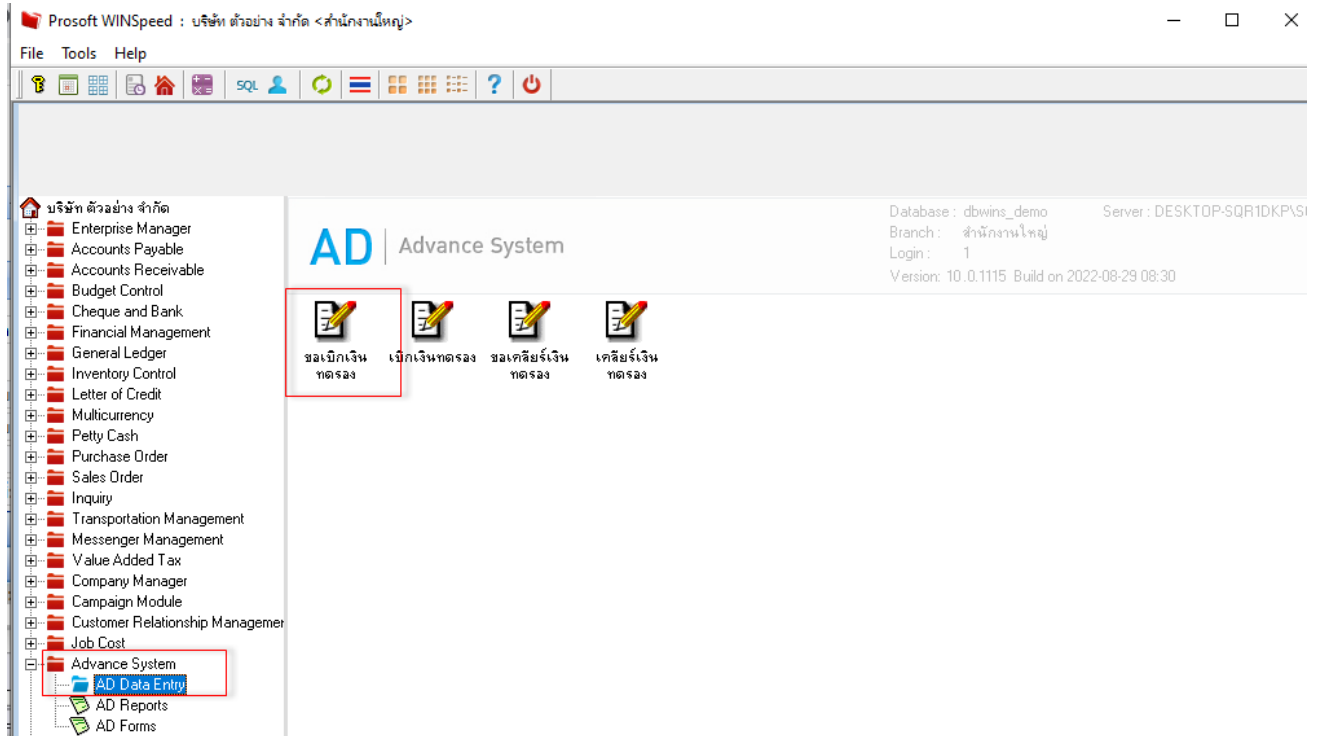 Prosoft WINSpeed : บริษัท ตัวอย่าง จำกัด <สำนักงานใหญ่>
File Tools Help
SQL
?
บริษัท ตัวอย่าง จำกัด
Enterprise Manager
Accounts Payable
Accounts Receivable
Budget Control
Cheque and Bank
Financial Management
General Ledger
Inventory Control
Letter of Credit
Multicurrency
Petty Cash
Purchase Order
Sales Order
Inquiry
Transportation Management
Messenger Management
Value Added Tax
Company Manager
Campaign Module
Customer Relationship Managemer
Job Cost
Advance System
AD Data Entry
AD Reports
AD Forms
AD | Advance System
Database : dbwins_demo Server : DESKTOP-SQR1DKP\S
Branch : สำนักงานใหญ่
Login : 1
Version: 10.0.1115 Build on 2022-08-29 08:30
ขอเบิกเงิน
ทดรอง
เบิกเงินทดรอง
ขอเคลียร์เงิน
ทดรอง
เคลียร์เงิน
ทดรอง